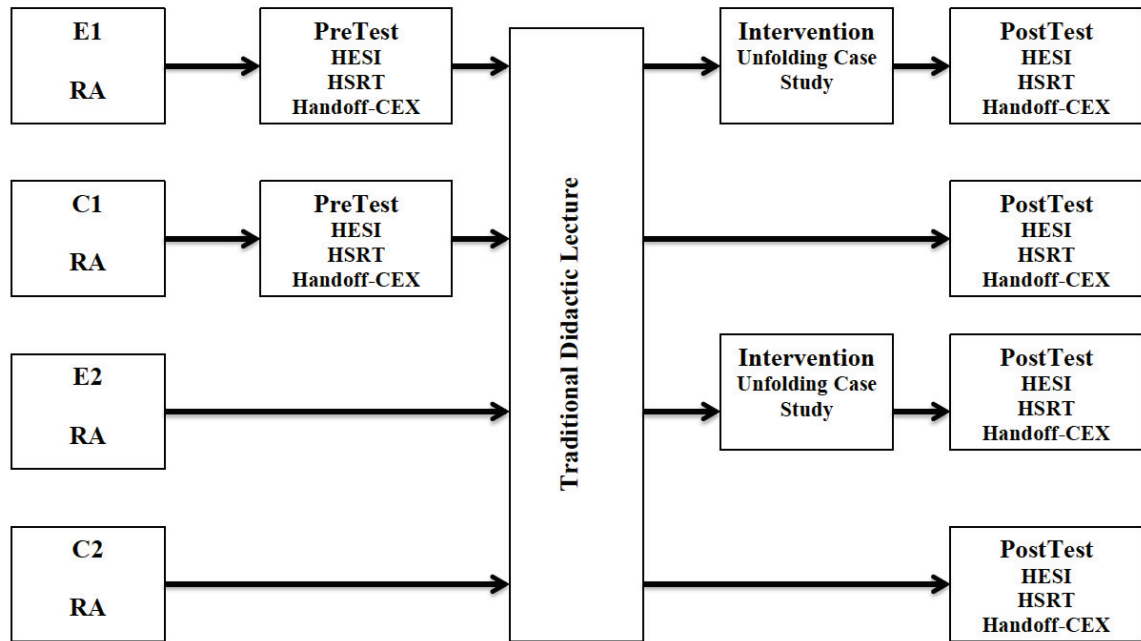 E1
RA
PreTest
HESI
HSRT
Handoff-CEX
Intervention
Unfolding Case
Study
PostTest
HESI
HSRT
Handoff-CEX
C1
RA
PreTest
HESI
HSRT
Handoff-CEX
Traditional Didactic Lecture
PostTest
HESI
HSRT
Handoff-CEX
E2
RA
Intervention
Unfolding Case
Study
PostTest
HESI
HSRT
Handoff-CEX
C2
RA
PostTest
HESI
HSRT
Handoff-CEX